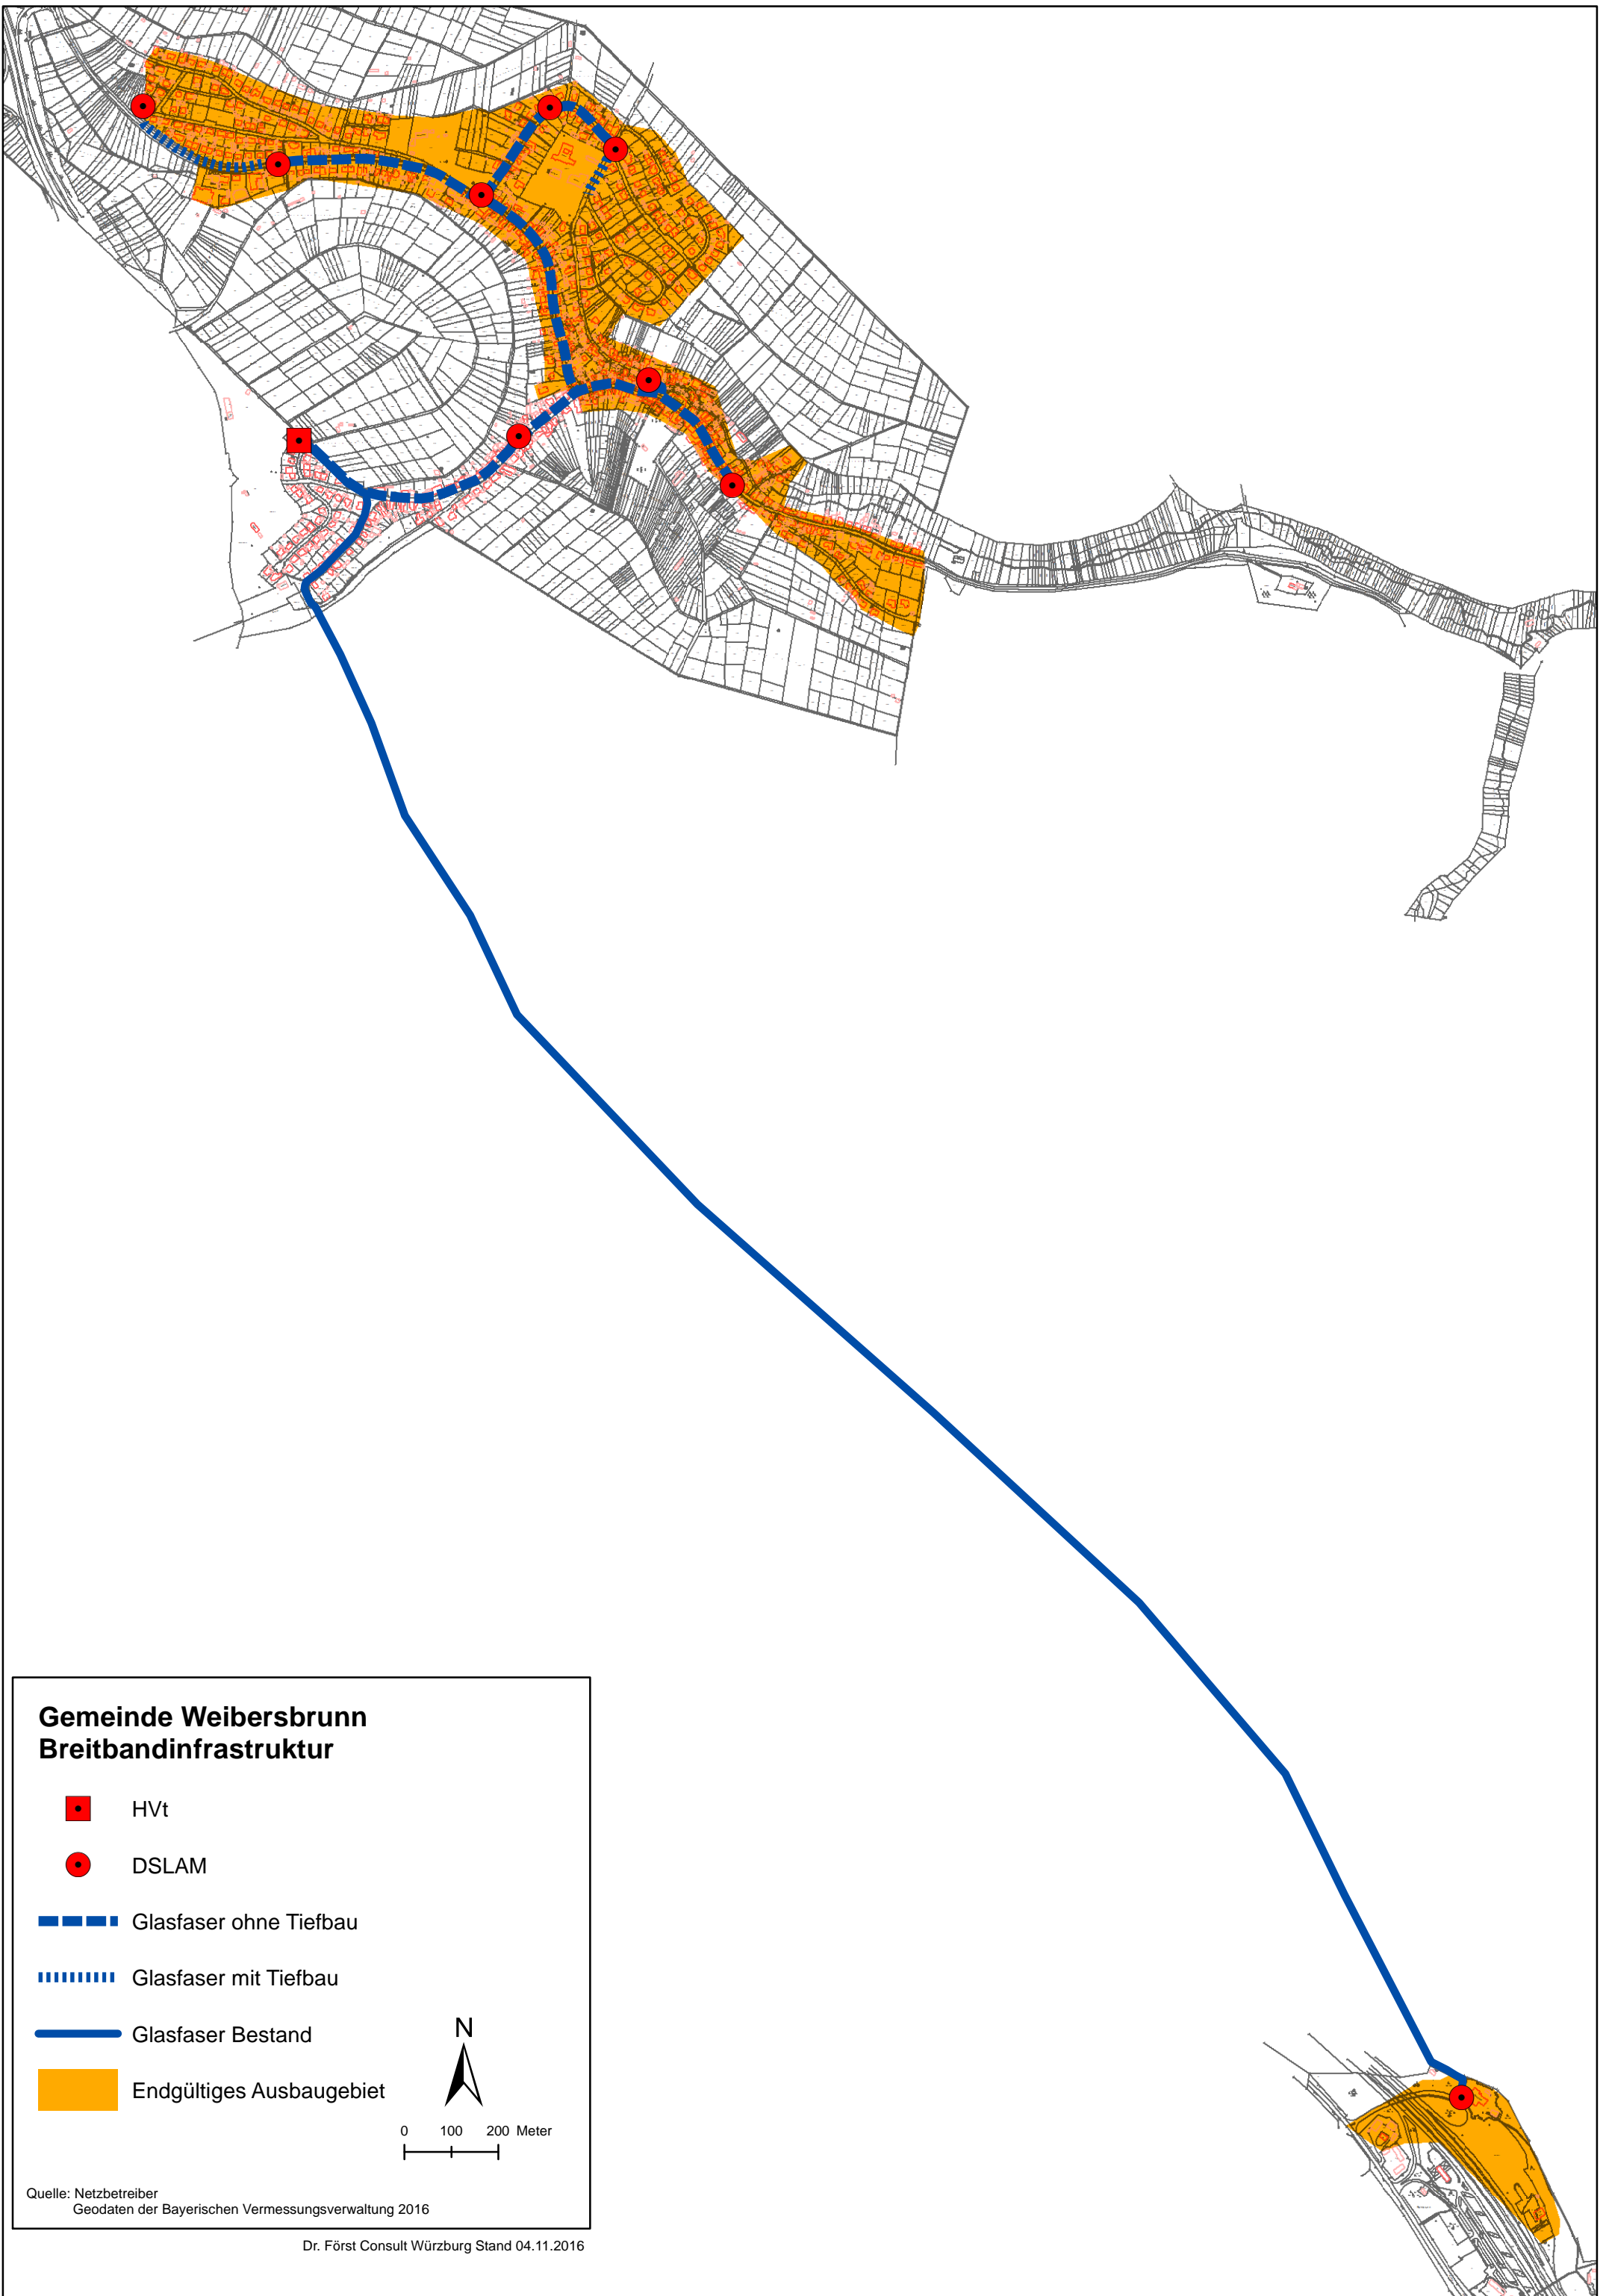 Gemeinde Weibersbrunn
Breitbandinfrastruktur
HVt
DSLAM
Glasfaser ohne Tiefbau
Glasfaser mit Tiefbau
Glasfaser Bestand
Endgültiges Ausbaugebiet
N
0 100 200 Meter
Quelle: Netzbetreiber
Geodaten der Bayerischen Vermessungsverwaltung 2016
Dr. Först Consult Würzburg Stand 04.11.2016